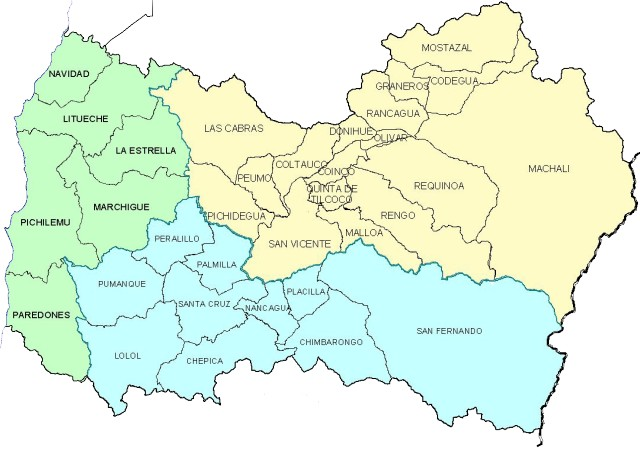 MOSTAZAL
NAVIDAD
GRANEROS
CODEGUA
LITUECHE
RANCAGUA
LAS CABRAS
DONIHUE
OLIVAR
LA ESTRELLA
COLTAUCO
COINCO
MACHALI
PEUMO
QUINTA DE
TILCOCO
REQUINOA
MARCHIGUE
PICHIDEGUA
RENGO
PICHILEMU
MALLOA
PERALILLO
SAN VICENTE
PALMILLA
PUMANQUE
PLACILLA
SANTA CRUZ
NANCAGUA
PAREDONES
SAN FERNANDO
CHIMBARONGO
LOLOL
CHEPICA